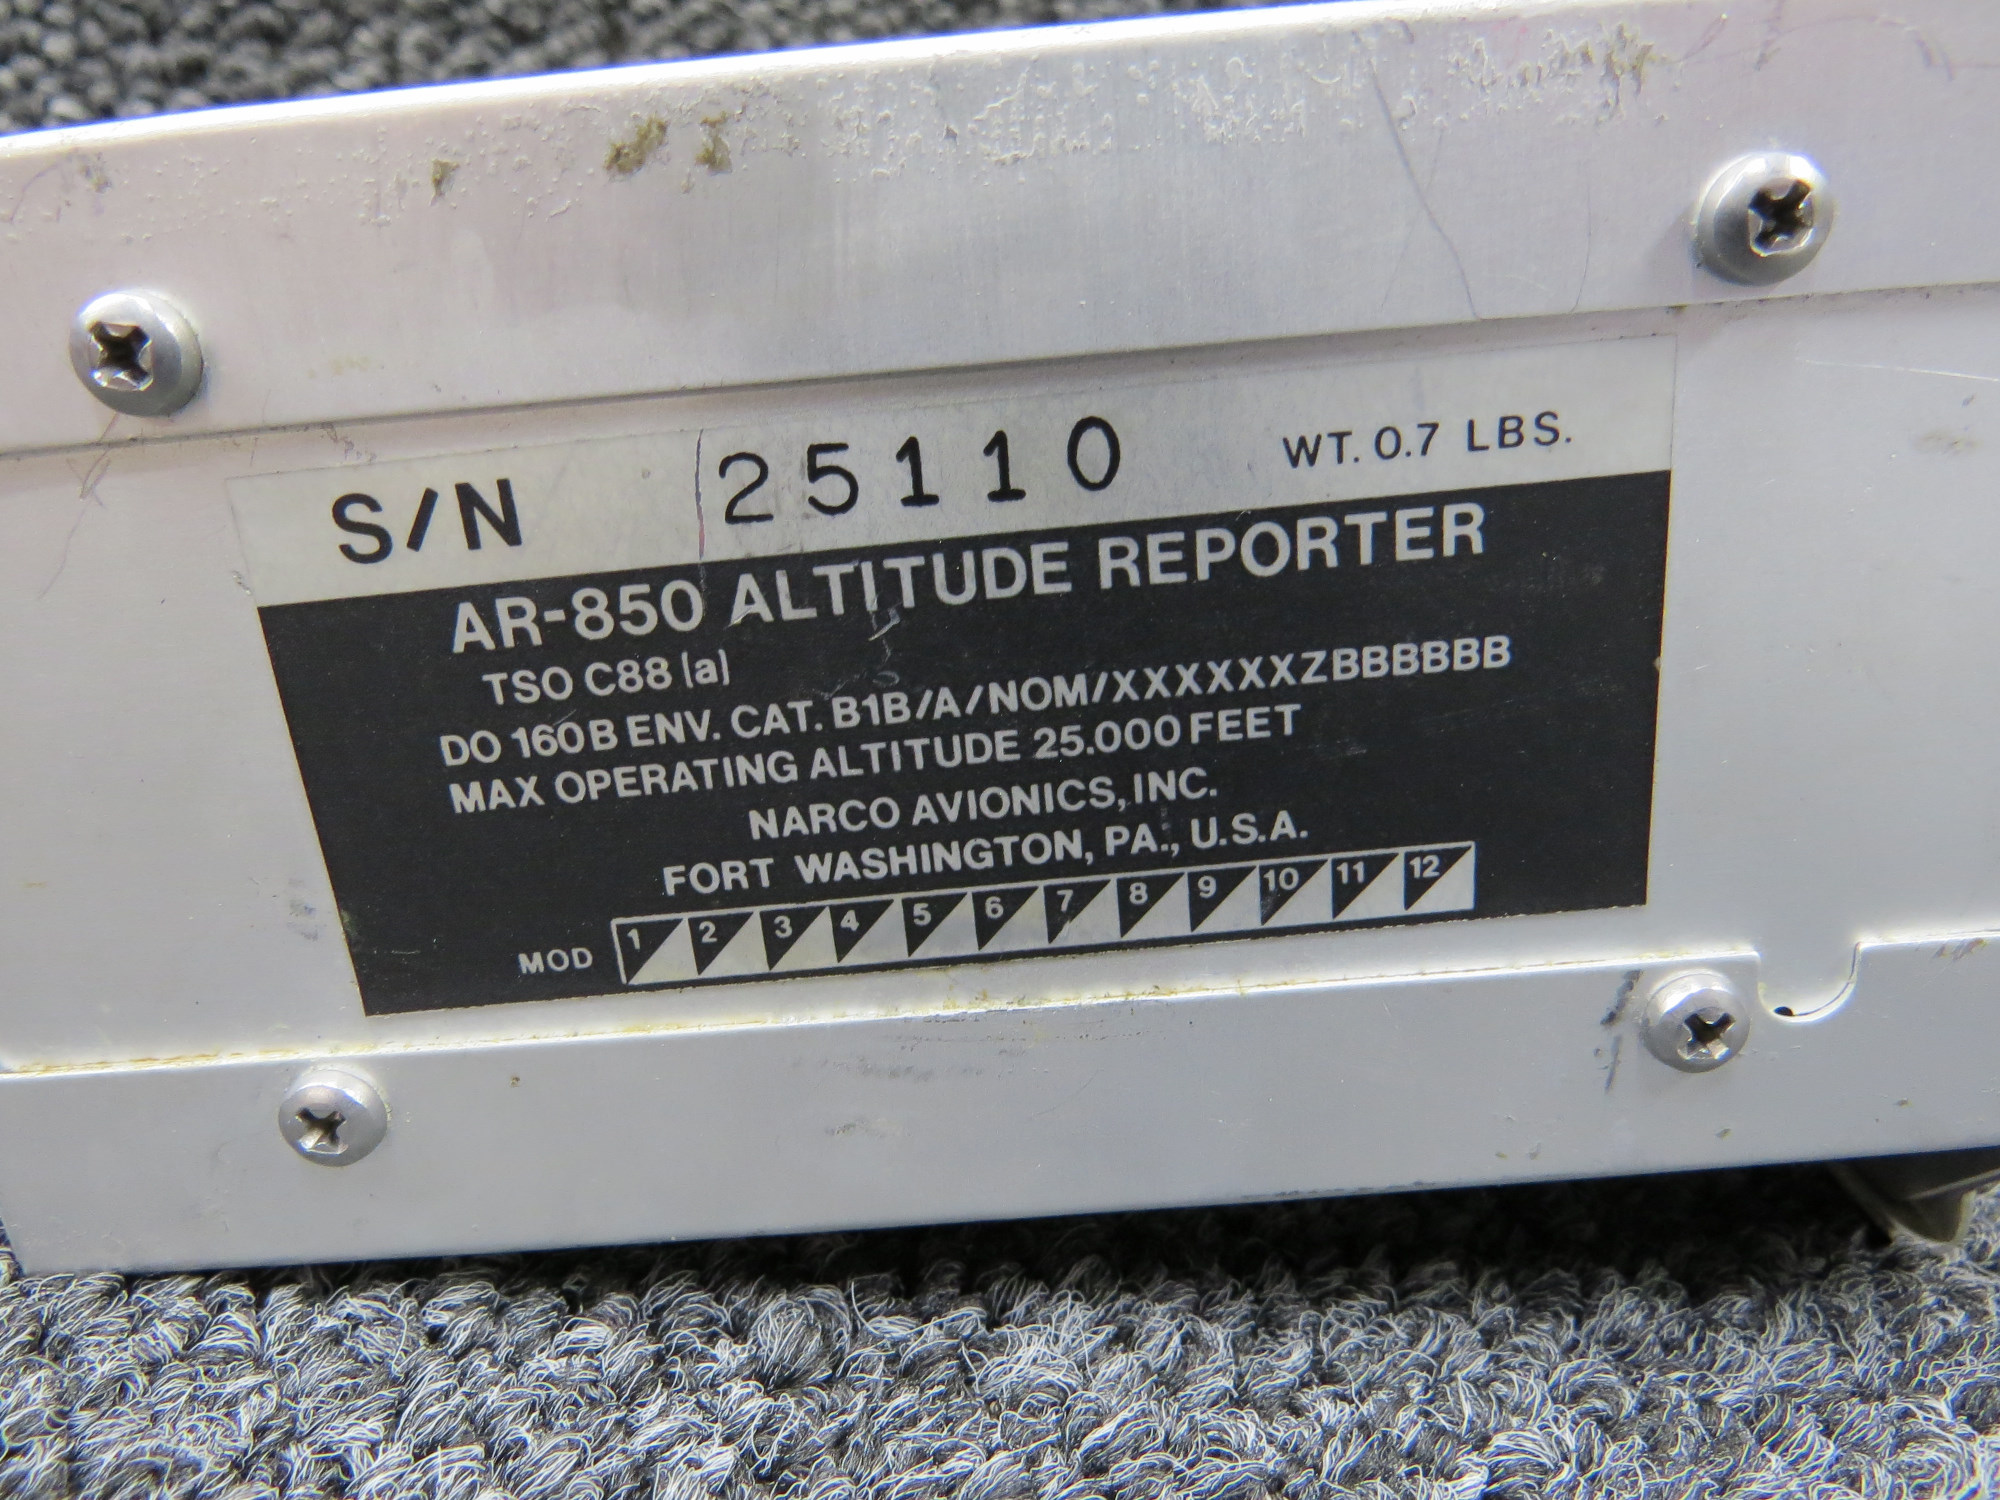 S/N 25110 WT. 0.7 LBS.
AR-850 ALTITUDE REPORTER
TSO C88 (a)
DO 160B ENV. CAT. B1B/A/NOM/XXXXXXZBBBBBB
MAX OPERATING ALTITUDE 25.000 FEET
NARCO AVIONICS, INC.
FORT WASHINGTON, PA., U.S.A.
MOD 1 2 3 4 5 6 7 8 9 10 11 12